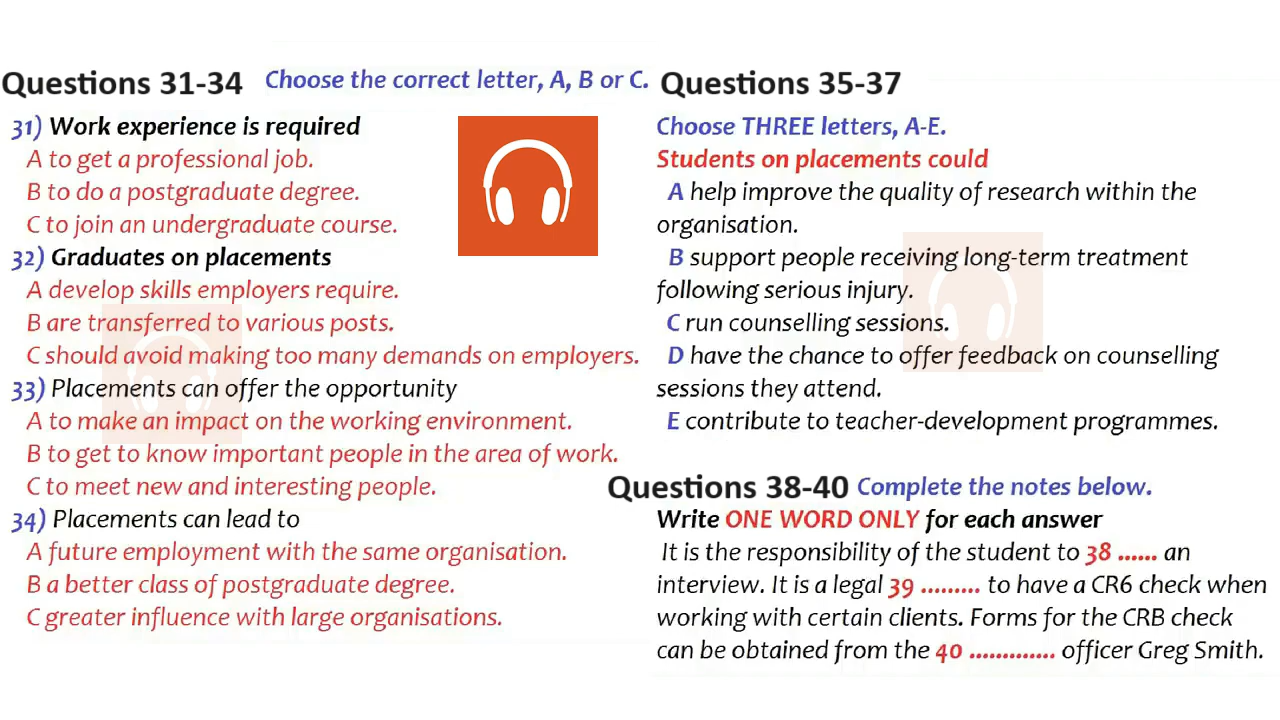 Questions 31-34 Choose the correct letter, A, B or C.
31) Work experience is required
A to get a professional job.
B to do a postgraduate degree.
C to join an undergraduate course.
32) Graduates on placements
A develop skills employers require.
B are transferred to various posts.
C should avoid making too many demands on employers.
33) Placements can offer the opportunity
A to make an impact on the working environment.
B to get to know important people in the area of work.
C to meet new and interesting people.
34) Placements can lead to
A future employment with the same organisation.
B a better class of postgraduate degree.
C greater influence with large organisations.
Questions 35-37
Choose THREE letters, A-E.
Students on placements could
A help improve the quality of research within the
organisation.
B support people receiving long-term treatment
following serious injury.
C run counselling sessions.
D have the chance to offer feedback on counselling
sessions they attend.
E contribute to teacher-development programmes.
Questions 38-40 Complete the notes below.
Write ONE WORD ONLY for each answer
It is the responsibility of the student to 38 ...... an
interview. It is a legal 39 ......... to have a CR6 check when
working with certain clients. Forms for the CRB check
can be obtained from the 40 ............. officer Greg Smith.